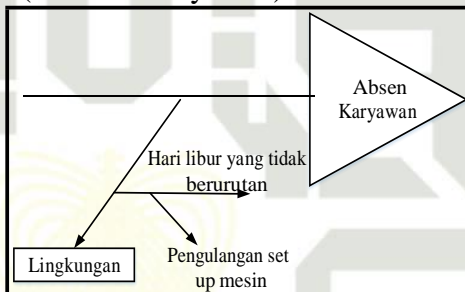 Absen
Karyawan
Hari libur yang tidak
berurutan
Lingkungan
Pengulangan set
up mesin